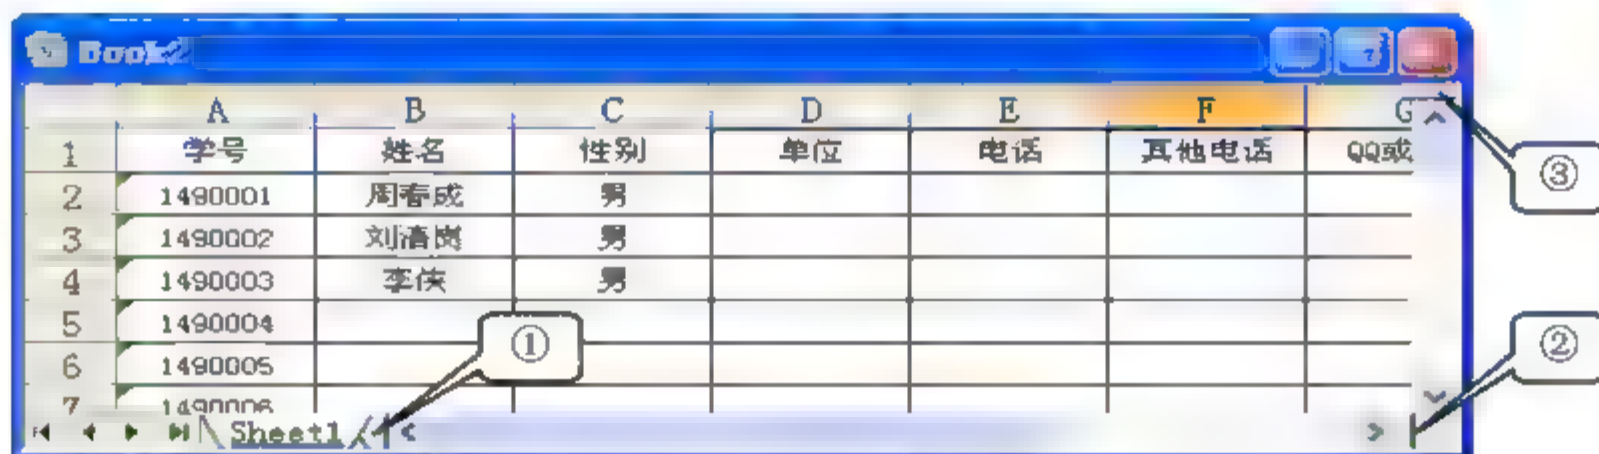 Book2
A B C D E F G
1 学号 姓名 性别 单位 电话 其他电话 QQ或
2 1490001 周春成 男
3 1490002 刘清岗 男
4 1490003 李侠 男
5 1490004
6 1490005
7 1490006
Sheet1
①
②
③